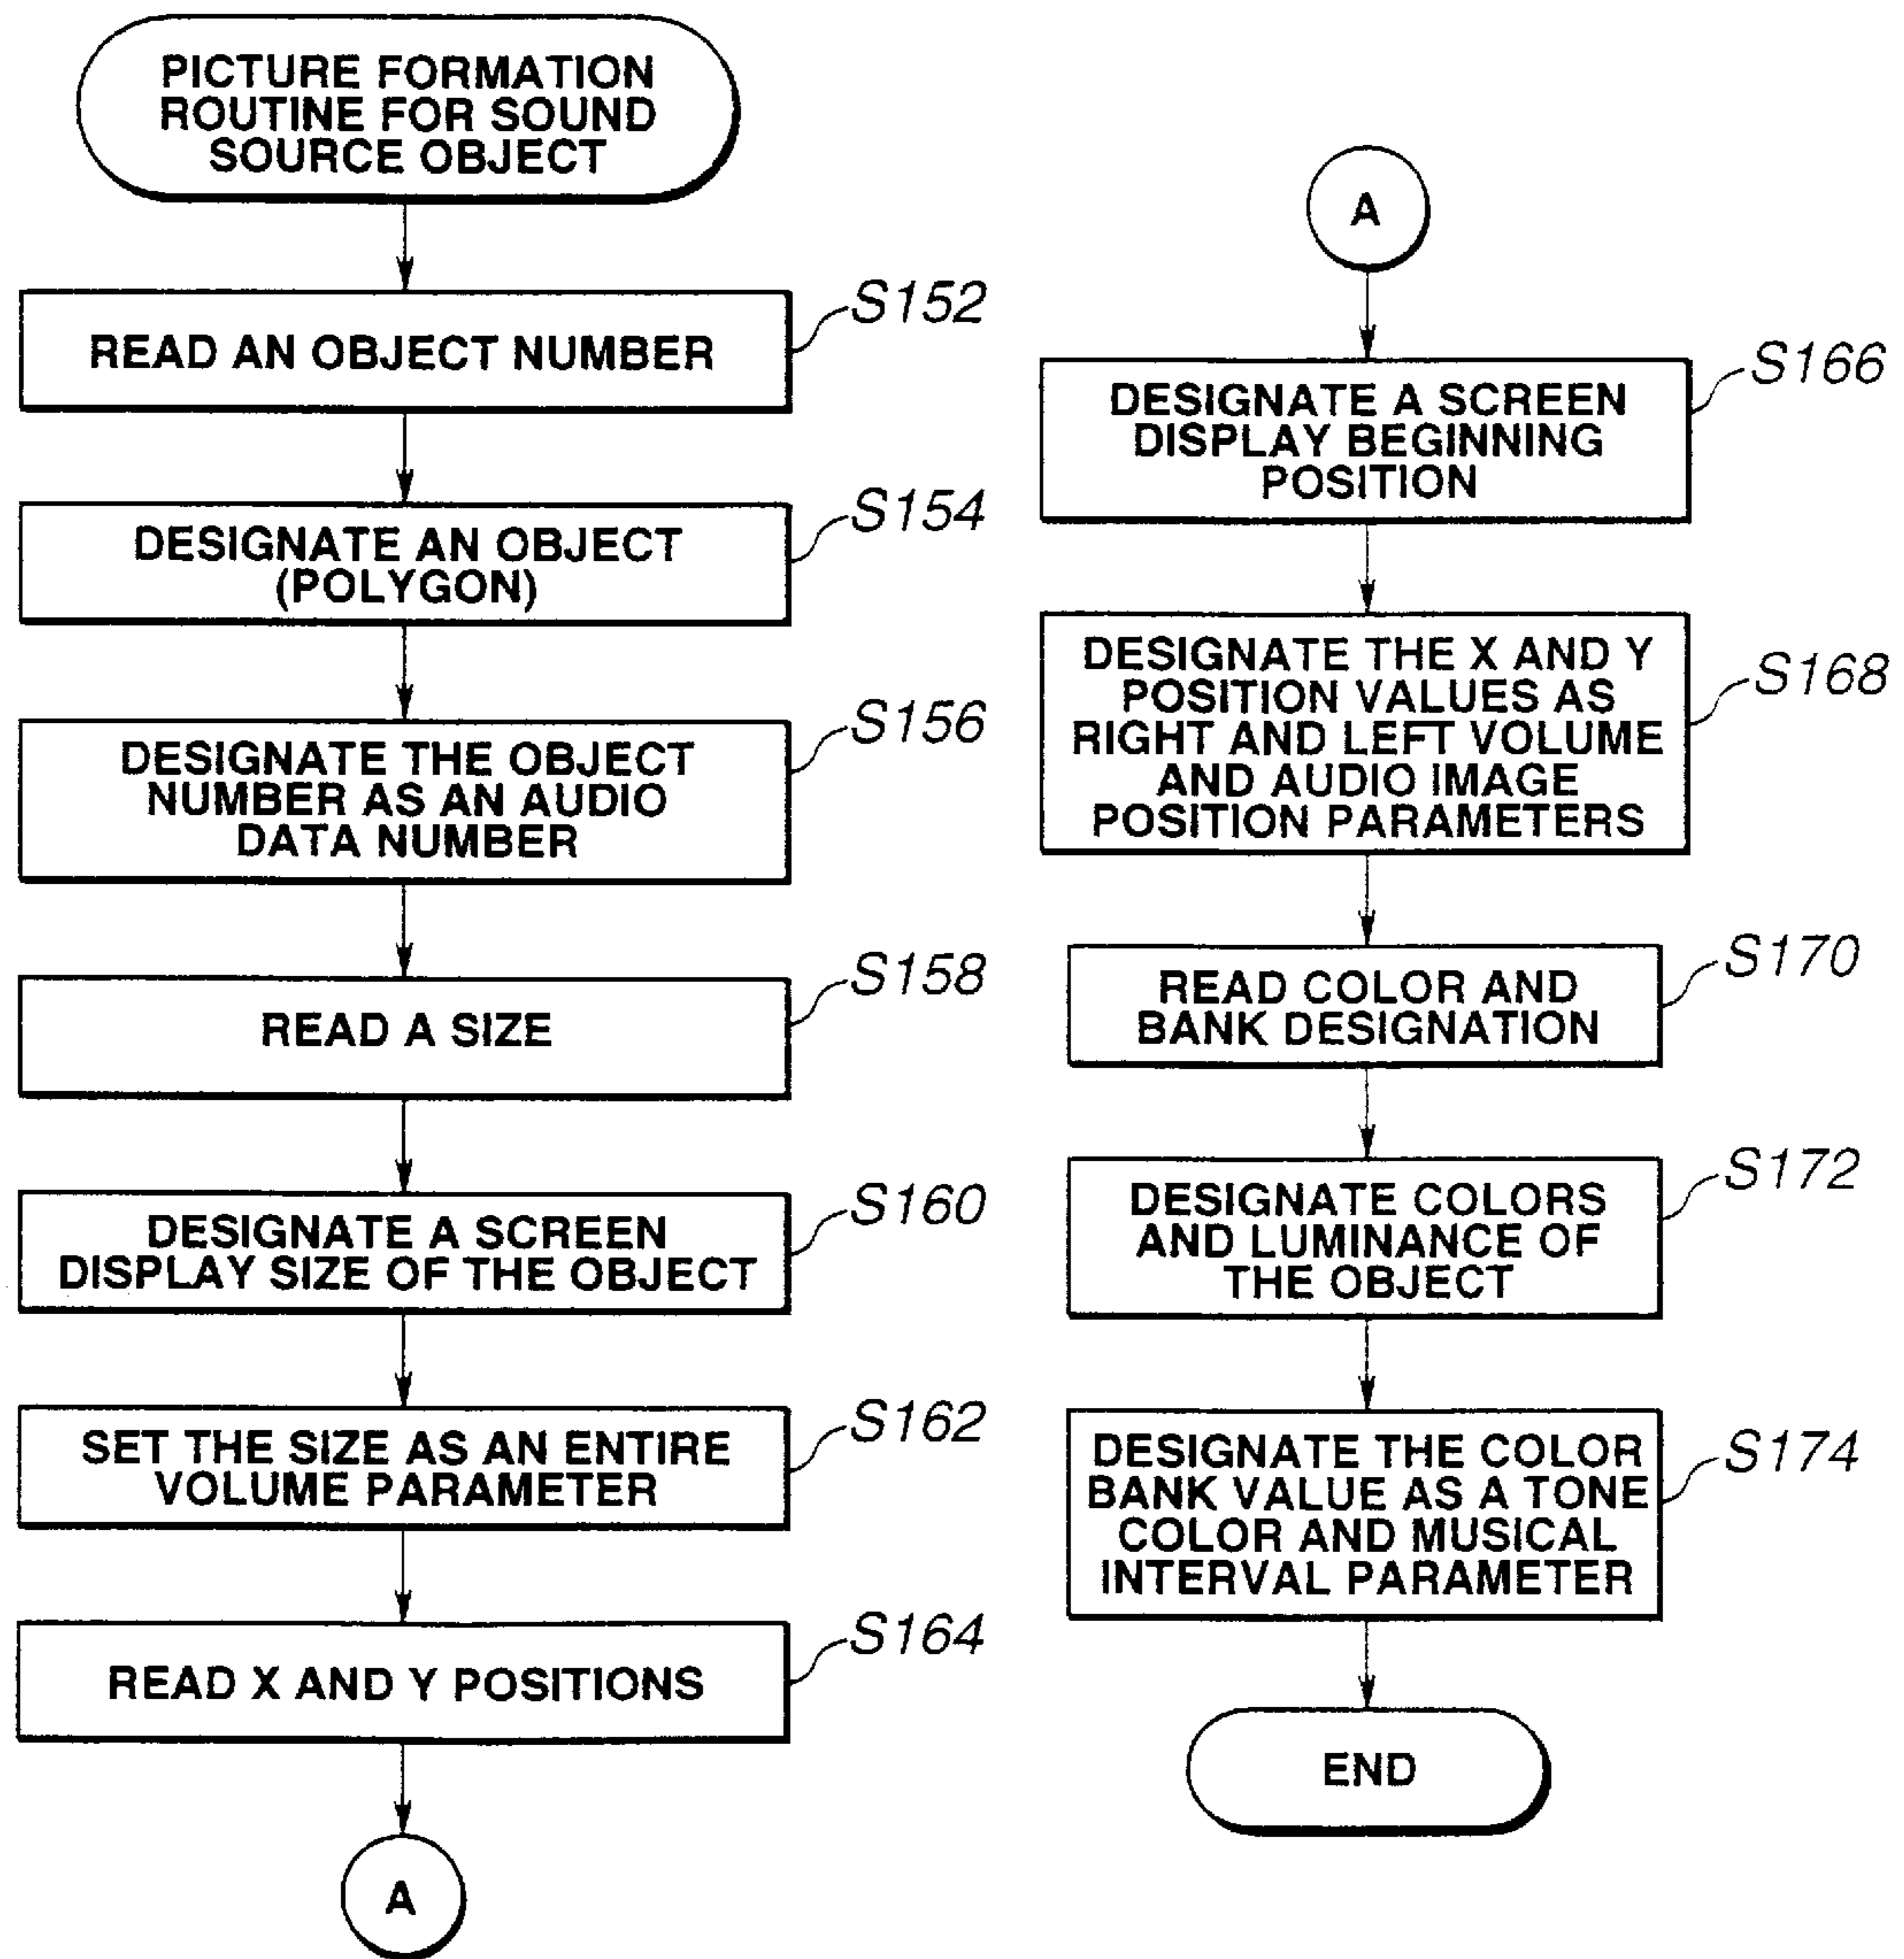 PICTURE FORMATION
ROUTINE FOR SOUND
SOURCE OBJECT
S152
READ AN OBJECT NUMBER
S154
DESIGNATE AN OBJECT
(POLYGON)
S156
DESIGNATE THE OBJECT
NUMBER AS AN AUDIO
DATA NUMBER
S158
READ A SIZE
S160
DESIGNATE A SCREEN
DISPLAY SIZE OF THE OBJECT
S162
SET THE SIZE AS AN ENTIRE
VOLUME PARAMETER
S164
READ X AND Y POSITIONS
A
A
S166
DESIGNATE A SCREEN
DISPLAY BEGINNING
POSITION
S168
DESIGNATE THE X AND Y
POSITION VALUES AS
RIGHT AND LEFT VOLUME
AND AUDIO IMAGE
POSITION PARAMETERS
S170
READ COLOR AND
BANK DESIGNATION
S172
DESIGNATE COLORS
AND LUMINANCE OF
THE OBJECT
S174
DESIGNATE THE COLOR
BANK VALUE AS A TONE
COLOR AND MUSICAL
INTERVAL PARAMETER
END